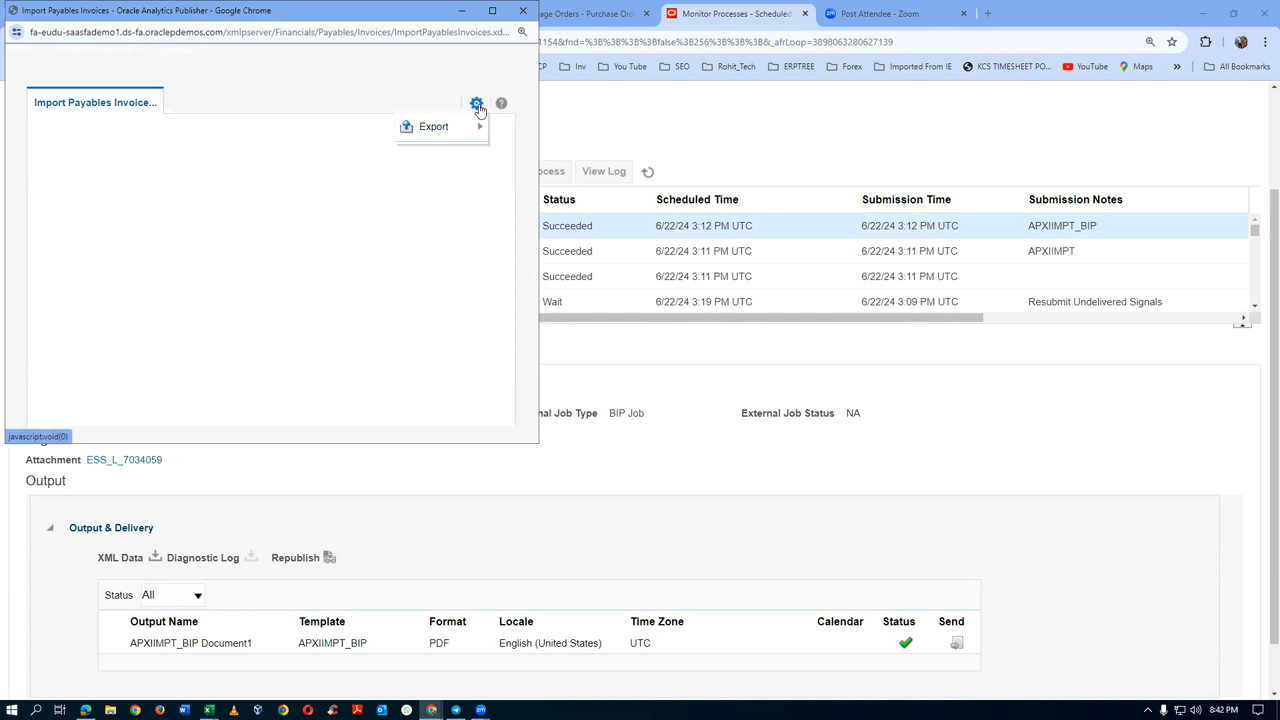 Import Payables Invoices - Oracle Analytics Publisher - Google Chrome
age Orders - Purchase Or
Monitor Processes - Scheduled
Post Attendee - Zoom
fa-eudu-saasfademo1.ds-fa.oraclepdemos.com/xmlpserver/Financials/Payables/Invoices/ImportPayablesInvoices.xd...
1154&fnd=%3B%3B%3B%3Bfalse%3B256%3B%3B%3B&_afrLoop=3898063280627139
CC
Inv
You Tube
SEO
Rohit_Tech
ERPTREE
Forex
Imported From IE
KCS TIMESHEET PO...
YouTube
Maps
All Bookmarks
Import Payables Invoice...
Export
ocess
View Log
Status
Scheduled Time
Submission Time
Submission Notes
Succeeded
6/22/24 3:12 PM UTC
6/22/24 3:12 PM UTC
APXIIMPT_BIP
Succeeded
6/22/24 3:11 PM UTC
6/22/24 3:11 PM UTC
APXIIMPT
Succeeded
6/22/24 3:11 PM UTC
6/22/24 3:11 PM UTC
Wait
6/22/24 3:19 PM UTC
6/22/24 3:09 PM UTC
Resubmit Undelivered Signals
nal Job Type
BIP Job
External Job Status
NA
javascript:void(0)
Attachment
ESS_L_7034059
Output
Output & Delivery
XML Data
Diagnostic Log
Republish
Status
All
Output Name
Template
Format
Locale
Time Zone
Calendar
Status
Send
APXIIMPT_BIP Document1
APXIIMPT_BIP
PDF
English (United States)
UTC
8:42 PM